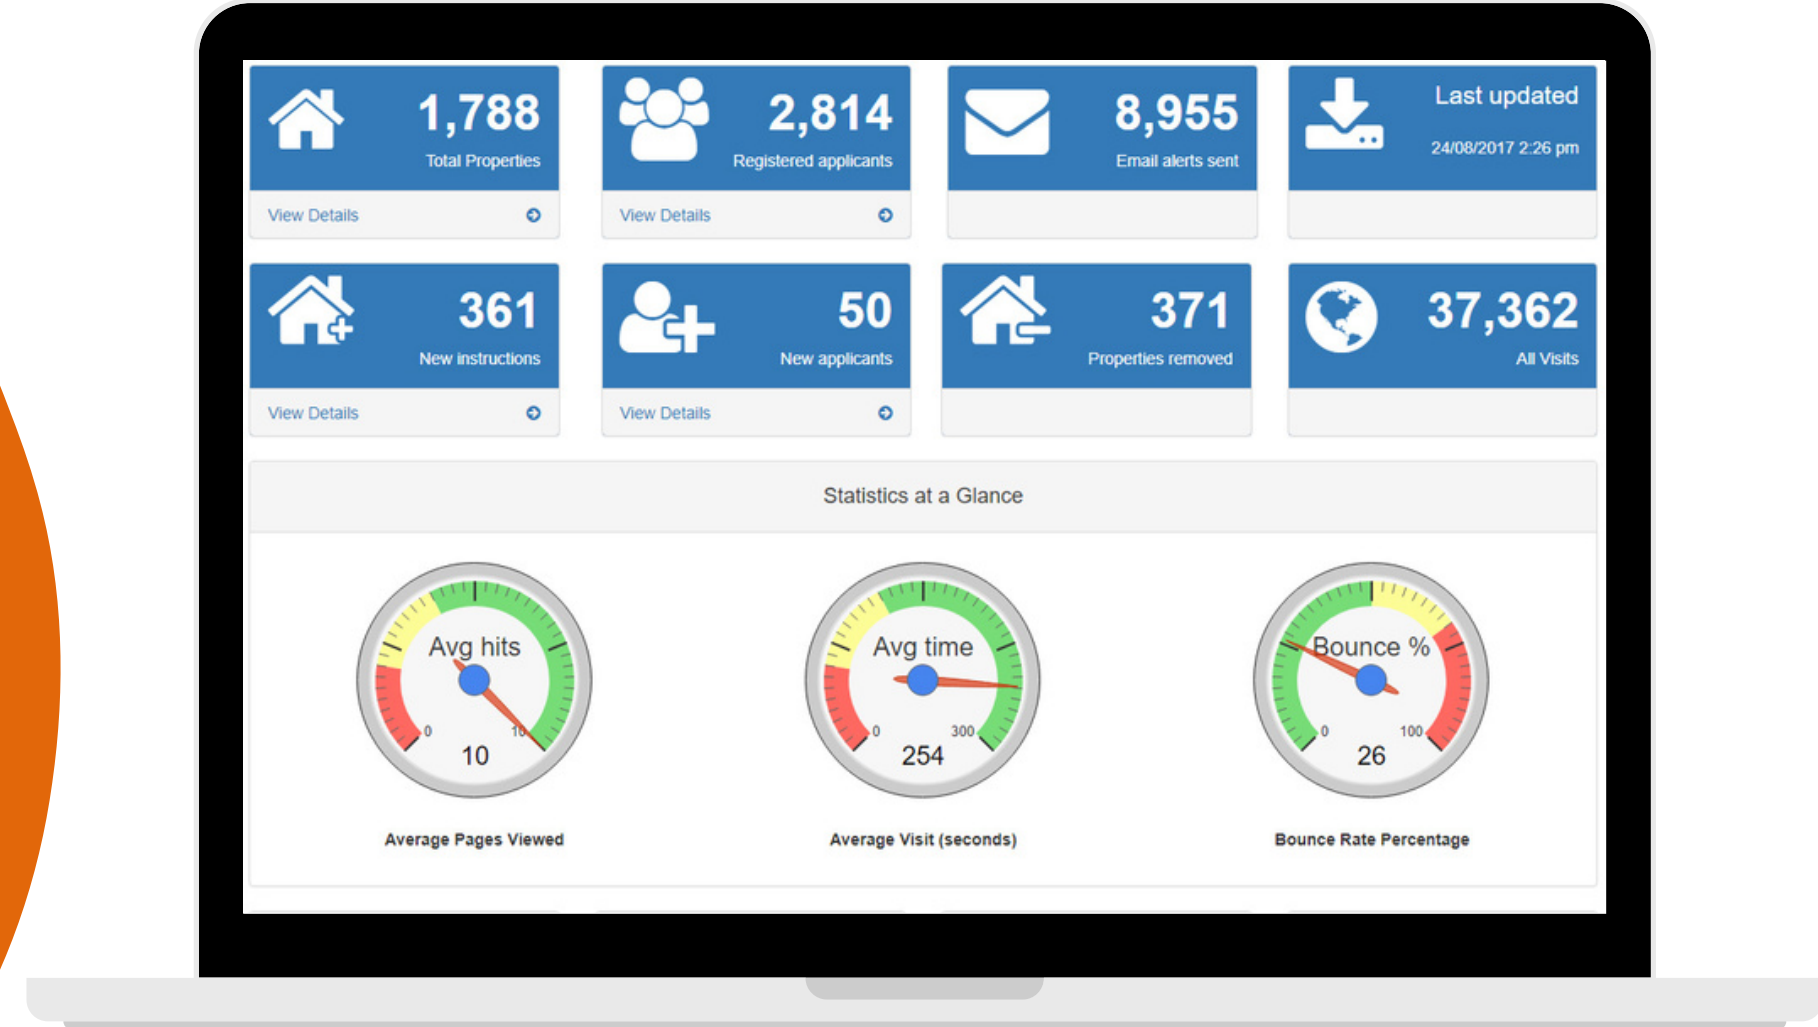 1,788
Total Properties
View Details
2,814
Registered applicants
View Details
8,955
Email alerts sent
Last updated
24/08/2017 2:26 pm
361
New instructions
View Details
50
New applicants
View Details
371
Properties removed
37,362
All Visits
Statistics at a Glance
Avg hits
0 10
10
Average Pages Viewed
Avg time
0 300
254
Average Visit (seconds)
Bounce %
0 100
26
Bounce Rate Percentage